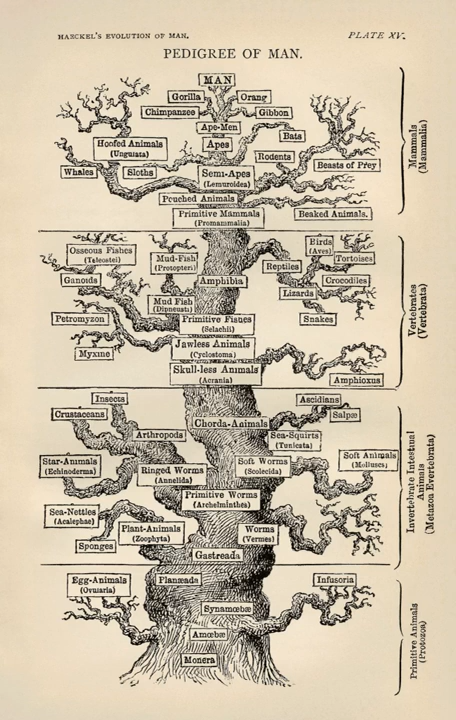 HAECKEL'S EVOLUTION OF MAN.
PLATE XV.
PEDIGREE OF MAN.
MAN
Gorilla
Orang
Chimpanzee
Gibbon
Ape-Men
Bats
Apes
Hoofed Animals
(Ungulata)
Rodents
Beasts of Prey
Whales
Sloths
Semi-Apes
(Lemuroidea)
Pouched Animals
Primitive Mammals
(Promammalia)
Beaked Animals.
Mammals
(Mammalia)
Osseous Fishes
(Teleostei)
Mud-Fish
(Protopteri)
Birds
(Aves)
Tortoises
Reptiles
Ganoids
Amphibia
Crocodiles
Lizards
Mud Fish
(Dipneusti)
Petromyzon
Primitive Fishes
(Selachii)
Snakes
Myxine
Jawless Animals
(Cyclostoma)
Skull-less Animals
(Acrania)
Amphioxus
Vertebrates
(Vertebrata)
Insects
Ascidians
Crustaceans
Salpæ
Chorda-Animals
Arthropods
Sea-Squirts
(Tunicata)
Star-Animals
(Echinoderma)
Ringed Worms
(Annelida)
Soft Worms
(Scolecida)
Soft Animals
(Molluscs)
Primitive Worms
(Archelminthes)
Sea-Nettles
(Acalephae)
Plant-Animals
(Zoophyta)
Worms
(Vermes)
Sponges
Gastreada
Invertebrate Intestinal
Animals
(Metazoa Evertebrata)
Egg-Animals
(Ovularia)
Planæada
Infusoria
Synamœbæ
Amœbæ
Monera
Primitive Animals
(Protozoa)